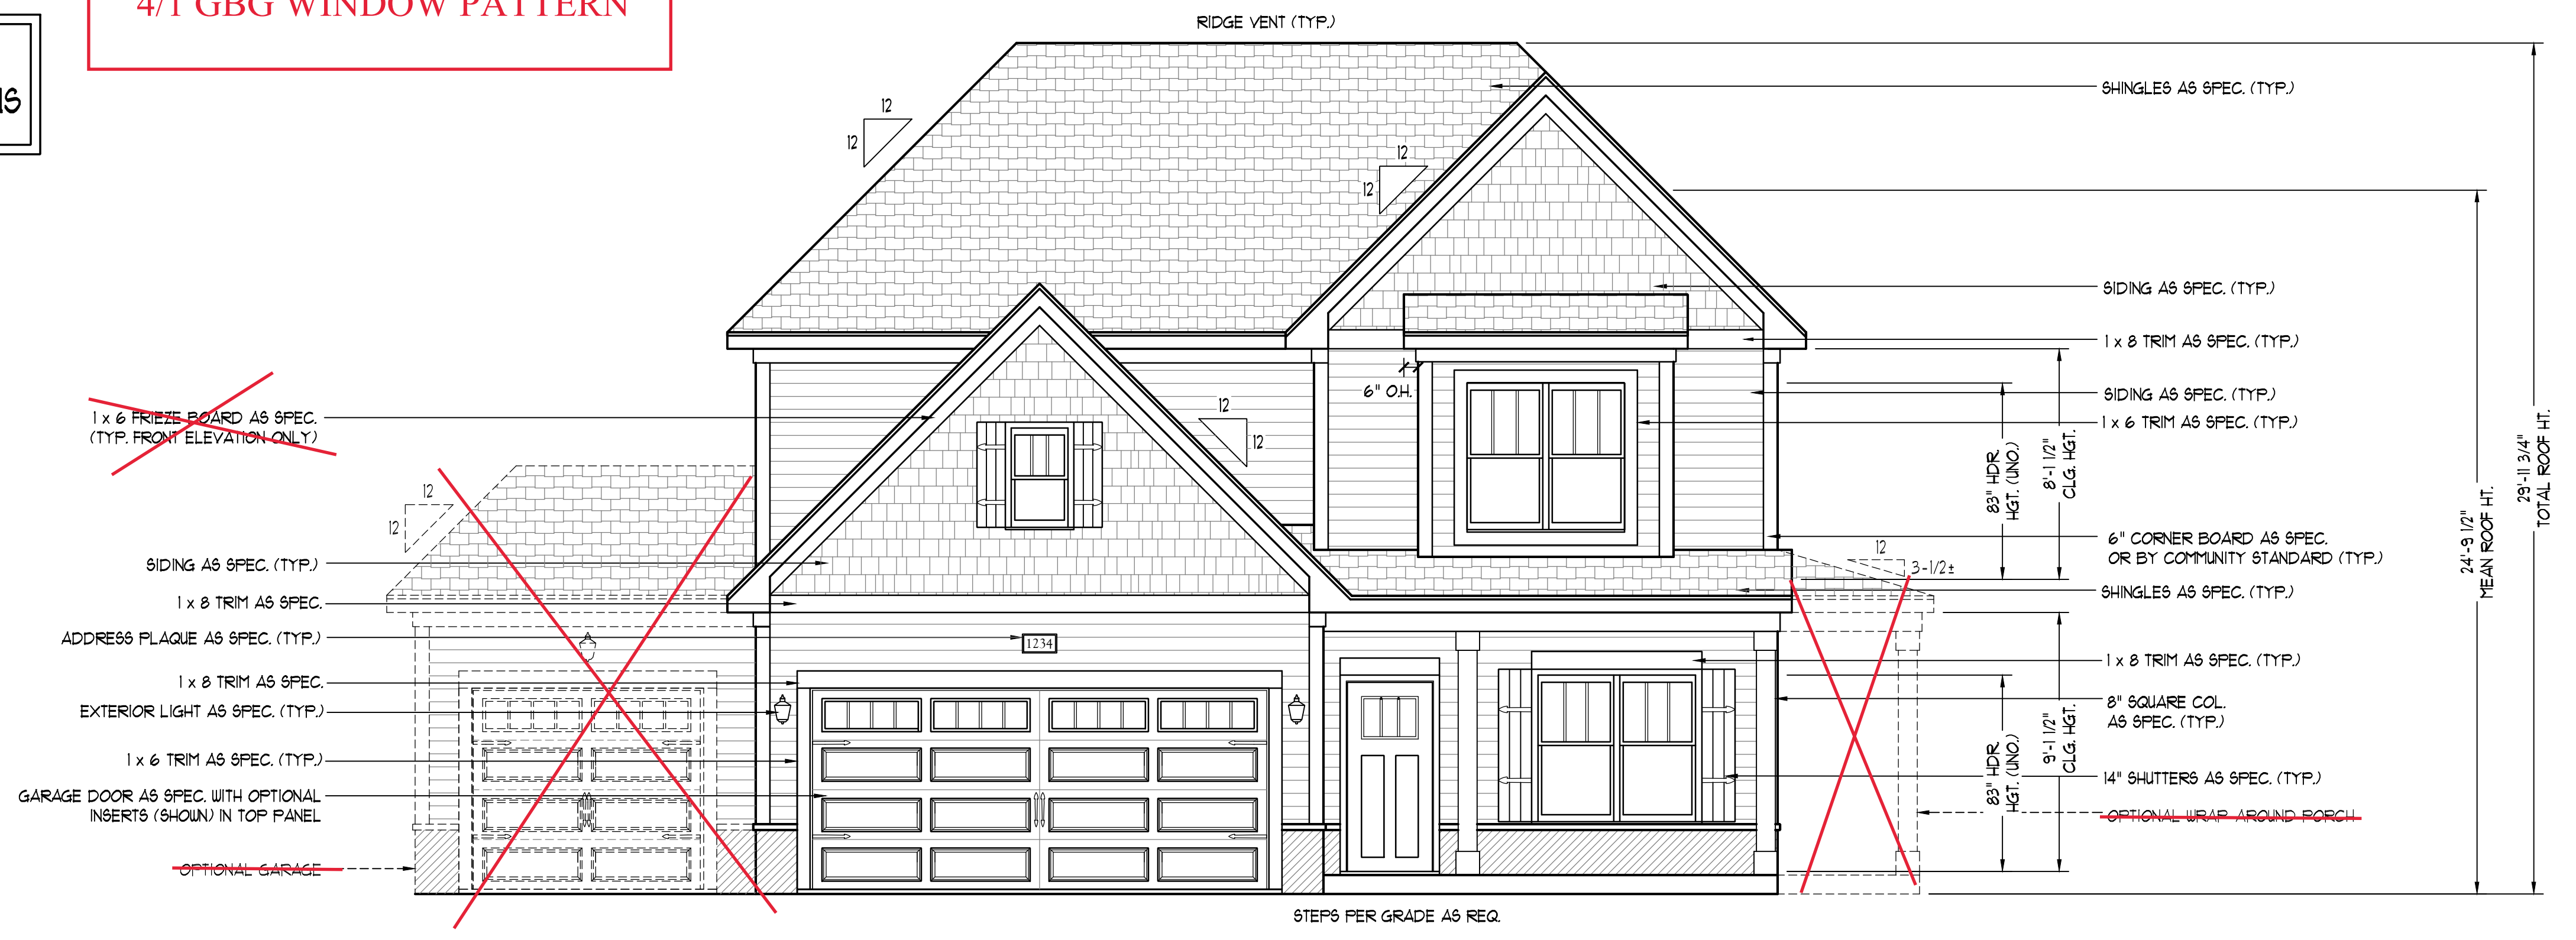 4/1 GBG WINDOW PATTERN
RIDGE VENT (TYP.)
12
12
12
12
SHINGLES AS SPEC. (TYP.)
SIDING AS SPEC. (TYP.)
1 x 8 TRIM AS SPEC. (TYP.)
SIDING AS SPEC. (TYP.)
1 x 6 TRIM AS SPEC. (TYP.)
6" O.H.
12
12
1 x 6 FRIEZE BOARD AS SPEC.
(TYP. FRONT ELEVATION ONLY)
12
12
SIDING AS SPEC. (TYP.)
1 x 8 TRIM AS SPEC.
ADDRESS PLAQUE AS SPEC. (TYP.)
1234
1 x 8 TRIM AS SPEC.
EXTERIOR LIGHT AS SPEC. (TYP.)
1 x 6 TRIM AS SPEC. (TYP.)
GARAGE DOOR AS SPEC. WITH OPTIONAL
INSERTS (SHOWN) IN TOP PANEL
OPTIONAL GARAGE
6" CORNER BOARD AS SPEC.
OR BY COMMUNITY STANDARD (TYP.)
12
3-1/2±
SHINGLES AS SPEC. (TYP.)
1 x 8 TRIM AS SPEC. (TYP.)
8" SQUARE COL.
AS SPEC. (TYP.)
14" SHUTTERS AS SPEC. (TYP.)
OPTIONAL WRAP AROUND PORCH
83" HDR.
HGT. (UNO.)
8'-1 1/2"
CLG. HGT.
83" HDR.
HGT. (UNO.)
9'-1 1/2"
CLG. HGT.
24'-9 1/2"
MEAN ROOF HT.
29'-11 3/4"
TOTAL ROOF HT.
STEPS PER GRADE AS REQ.